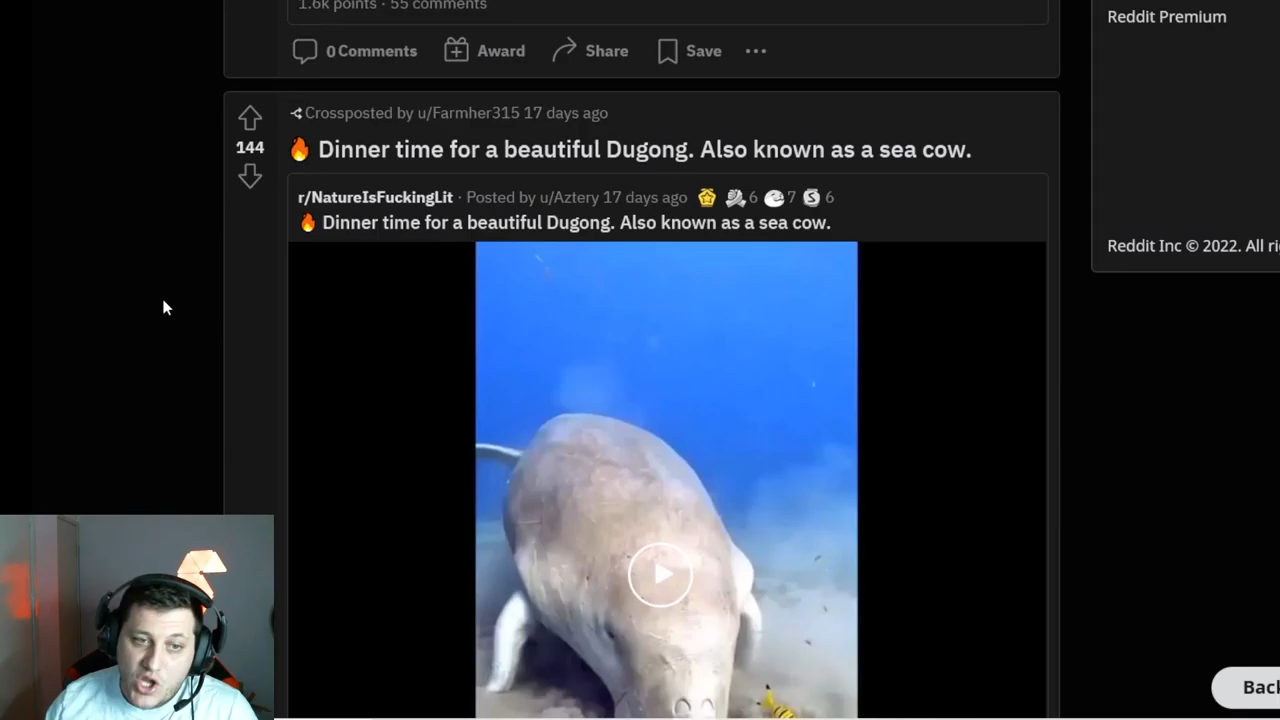 1.6k points · 55 comments
0 Comments
Award
Share
Save
Reddit Premium
Reddit Inc © 2022. All ri
Crossposted by u/Farmher315 17 days ago
144
Dinner time for a beautiful Dugong. Also known as a sea cow.
r/NatureIsFuckingLit · Posted by u/Aztery 17 days ago 6 7 6
Dinner time for a beautiful Dugong. Also known as a sea cow.
Back